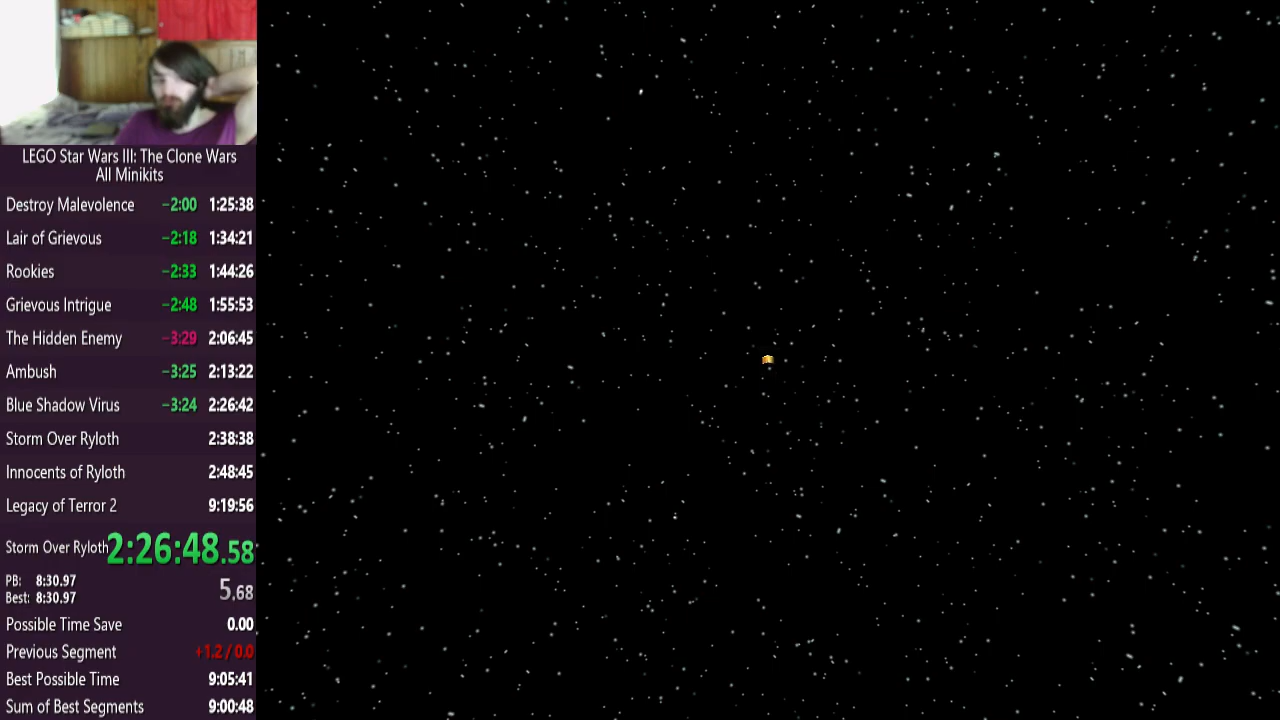 LEGO Star Wars III: The Clone Wars
All Minikits
Destroy Malevolence −2:00 1:25:38
Lair of Grievous −2:18 1:34:21
Rookies −2:33 1:44:26
Grievous Intrigue −2:48 1:55:53
The Hidden Enemy −3:29 2:06:45
Ambush −3:25 2:13:22
Blue Shadow Virus −3:24 2:26:42
Storm Over Ryloth 2:38:38
Innocents of Ryloth 2:48:45
Legacy of Terror 2 9:19:56
Storm Over Ryloth 2:26:48.58
PB: 8:30.97 5.68
Best: 8:30.97
Possible Time Save 0.00
Previous Segment +1.2 / 0.0
Best Possible Time 9:05:41
Sum of Best Segments 9:00:48